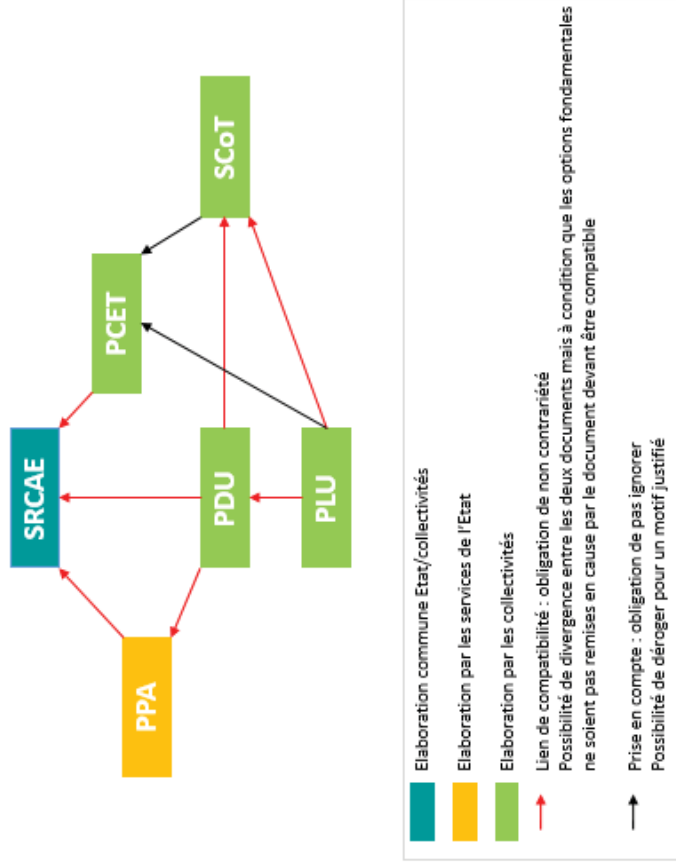 SRCAE
PCET
PPA
SCoT
PDU
PLU
Elaboration commune Etat/collectivités
Elaboration par les services de l'Etat
Elaboration par les collectivités
Lien de compatibilité : obligation de non contrariété
Possibilité de divergence entre les deux documents mais à condition que les options fondamentales
ne soient pas remises en cause par le document devant être compatible
Prise en compte : obligation de pas ignorer
Possibilité de déroger pour un motif justifié